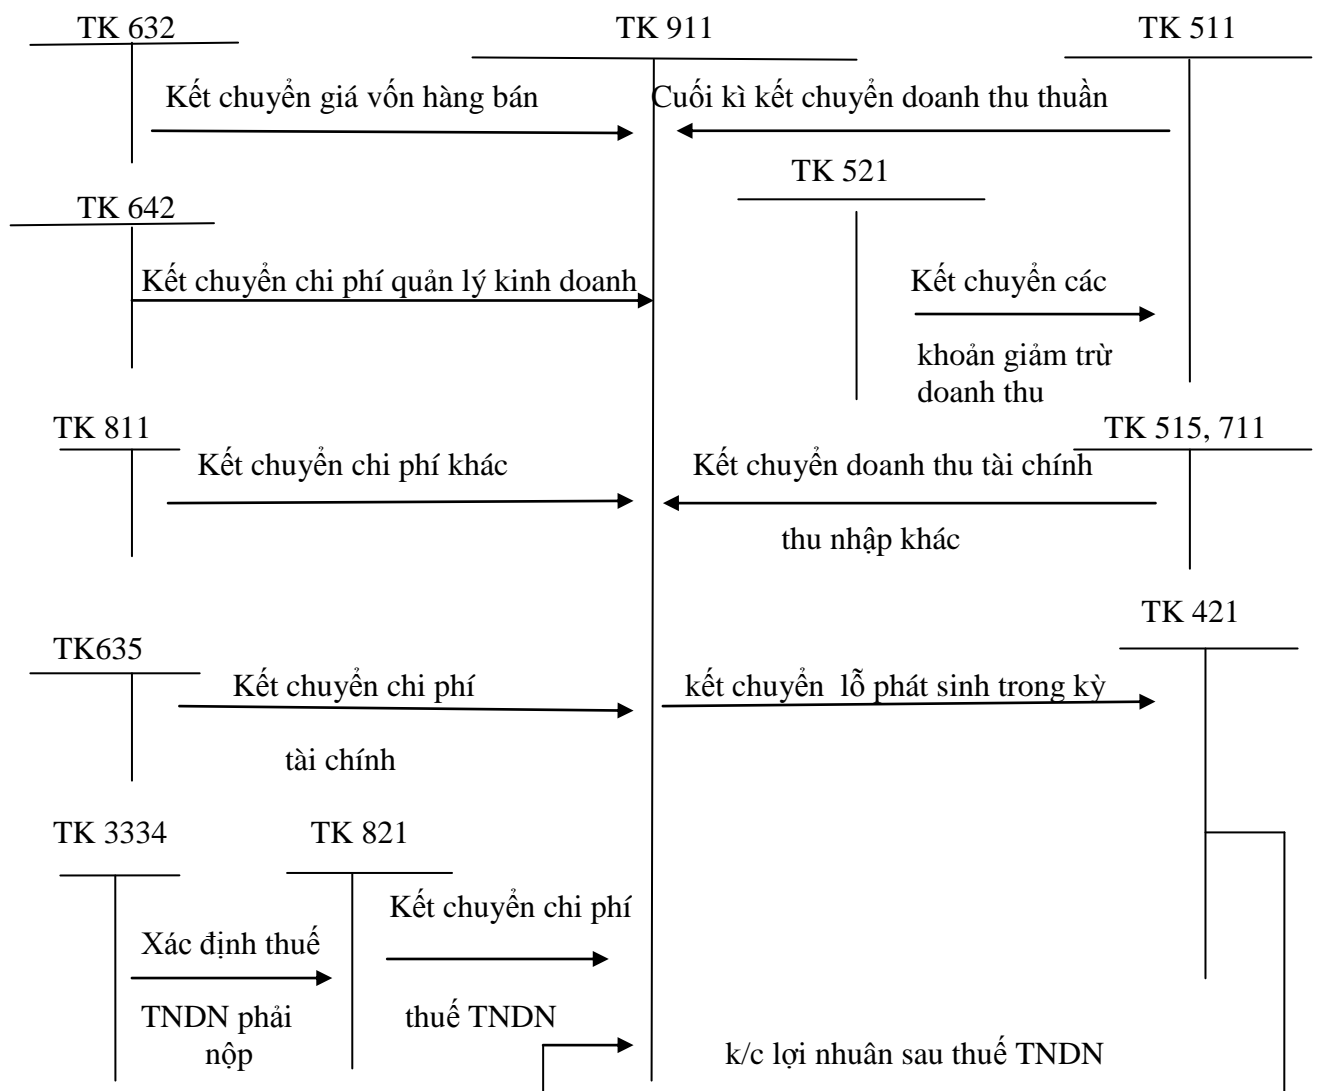 TK 632
TK 911
TK 511
Kết chuyển giá vốn hàng bán
Cuối kì kết chuyển doanh thu thuần
TK 521
TK 642
Kết chuyển chi phí quản lý kinh doanh
Kết chuyển các
khoản giảm trừ
doanh thu
TK 811
TK 515, 711
Kết chuyển chi phí khác
Kết chuyển doanh thu tài chính
thu nhập khác
TK 421
TK635
Kết chuyển chi phí
kết chuyển lỗ phát sinh trong kỳ
tài chính
TK 3334
TK 821
Kết chuyển chi phí
Xác định thuế
TNDN phải
nộp
thuế TNDN
k/c lợi nhuân sau thuế TNDN